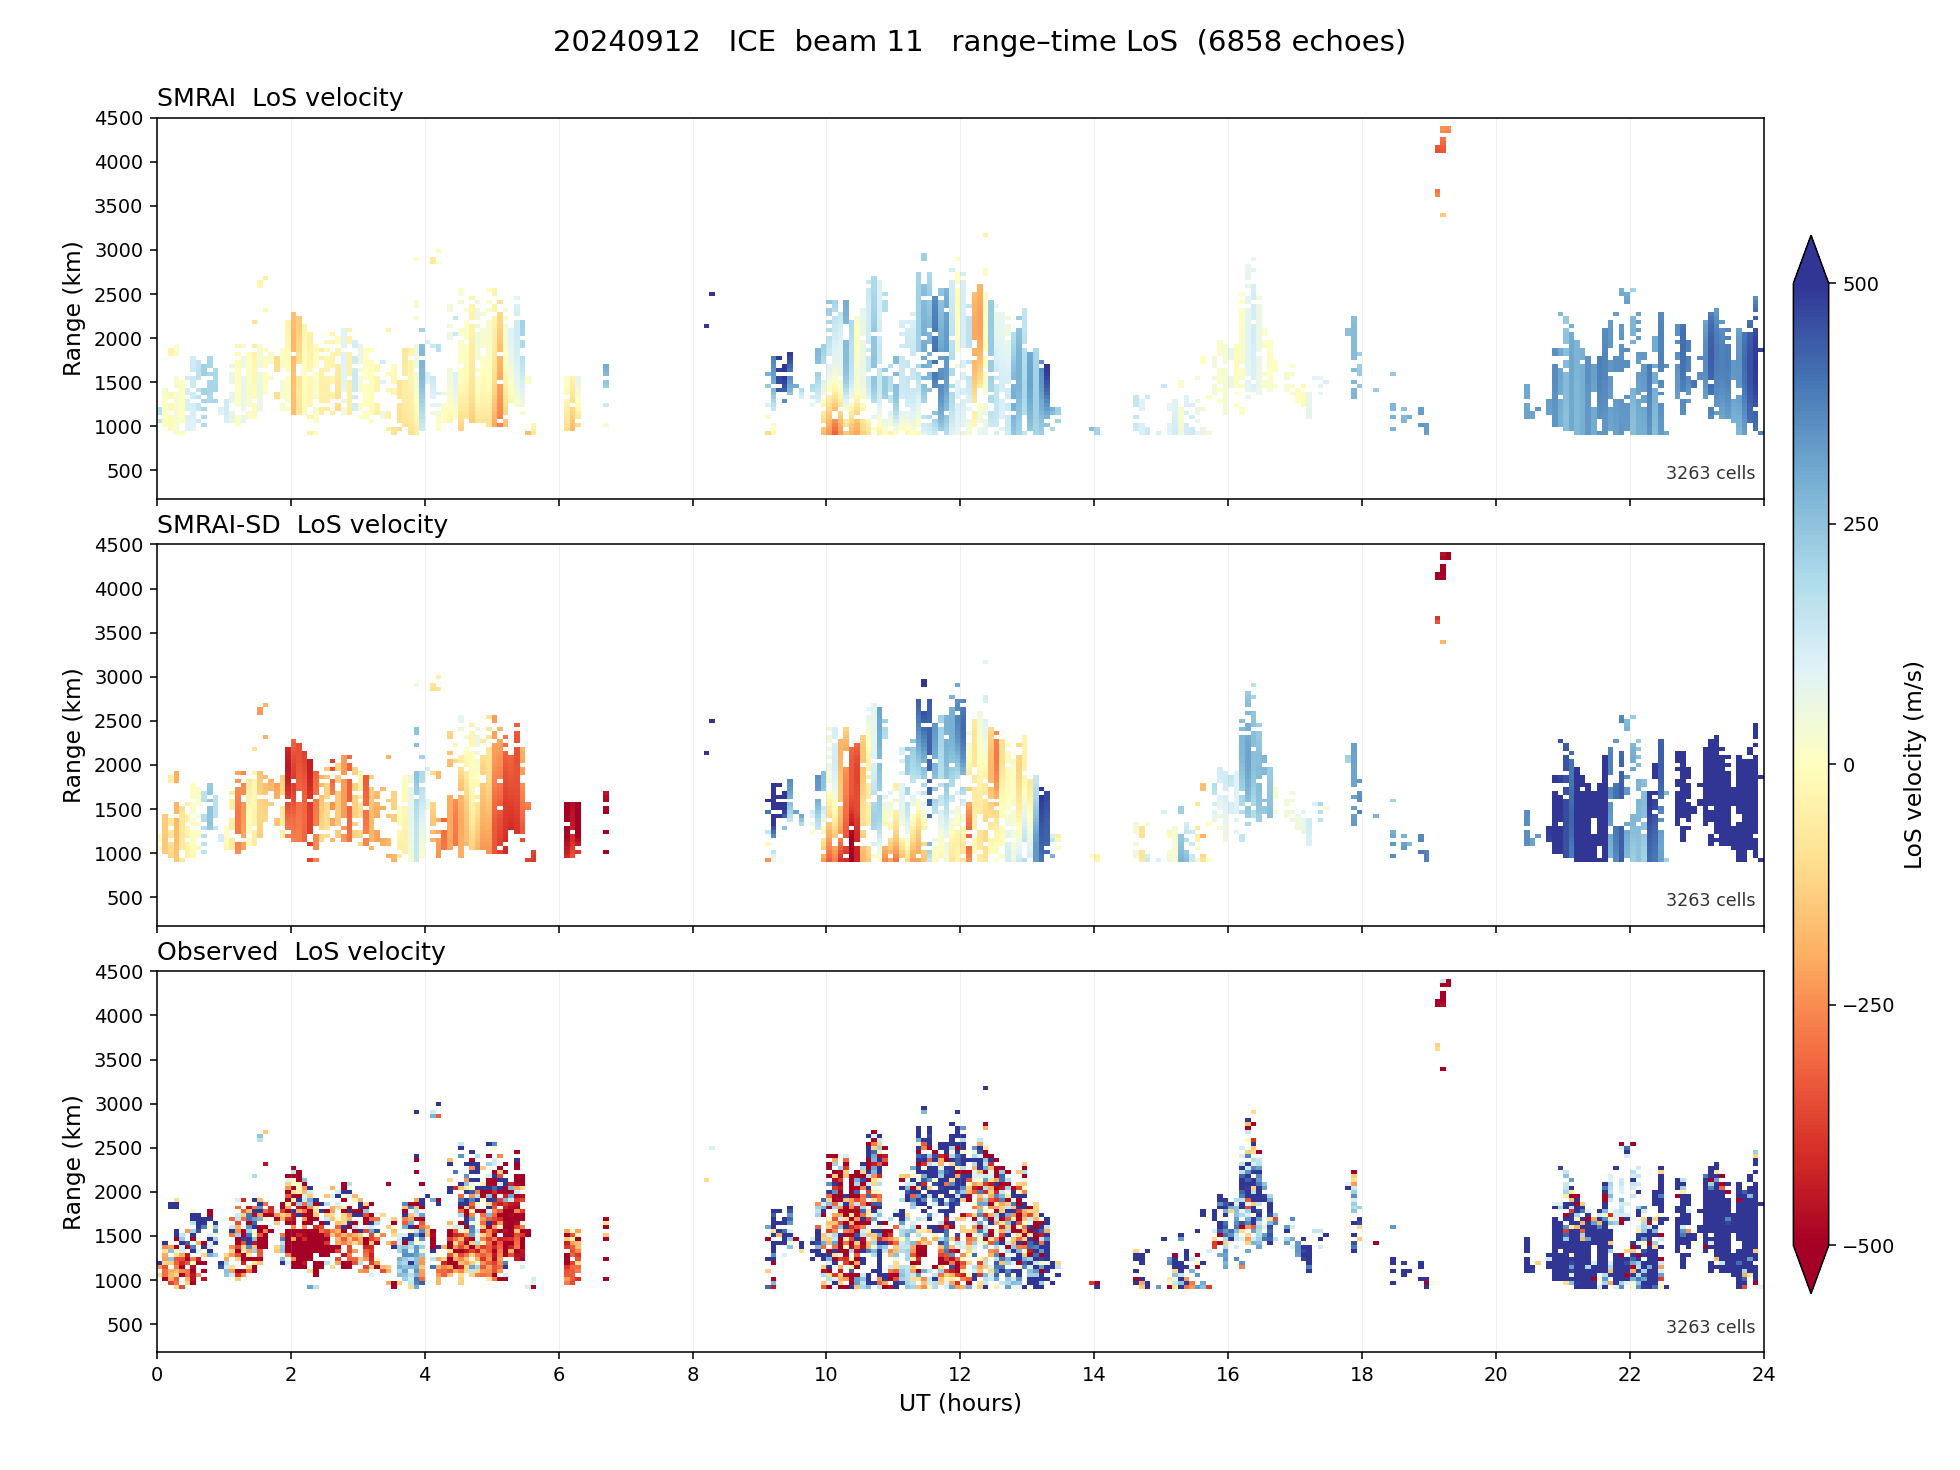 20240912   ICE  beam 11   range–time LoS  (6858 echoes)
SMRAI  LoS velocity
4500
4000
3500
3000
2500
2000
1500
1000
500
Range (km)
3263 cells
SMRAI-SD  LoS velocity
4500
4000
3500
3000
2500
2000
1500
1000
500
Range (km)
3263 cells
Observed  LoS velocity
4500
4000
3500
3000
2500
2000
1500
1000
500
Range (km)
3263 cells
0 2 4 6 8 10 12 14 16 18 20 22 24
UT (hours)
500
250
0
−250
−500
LoS velocity (m/s)